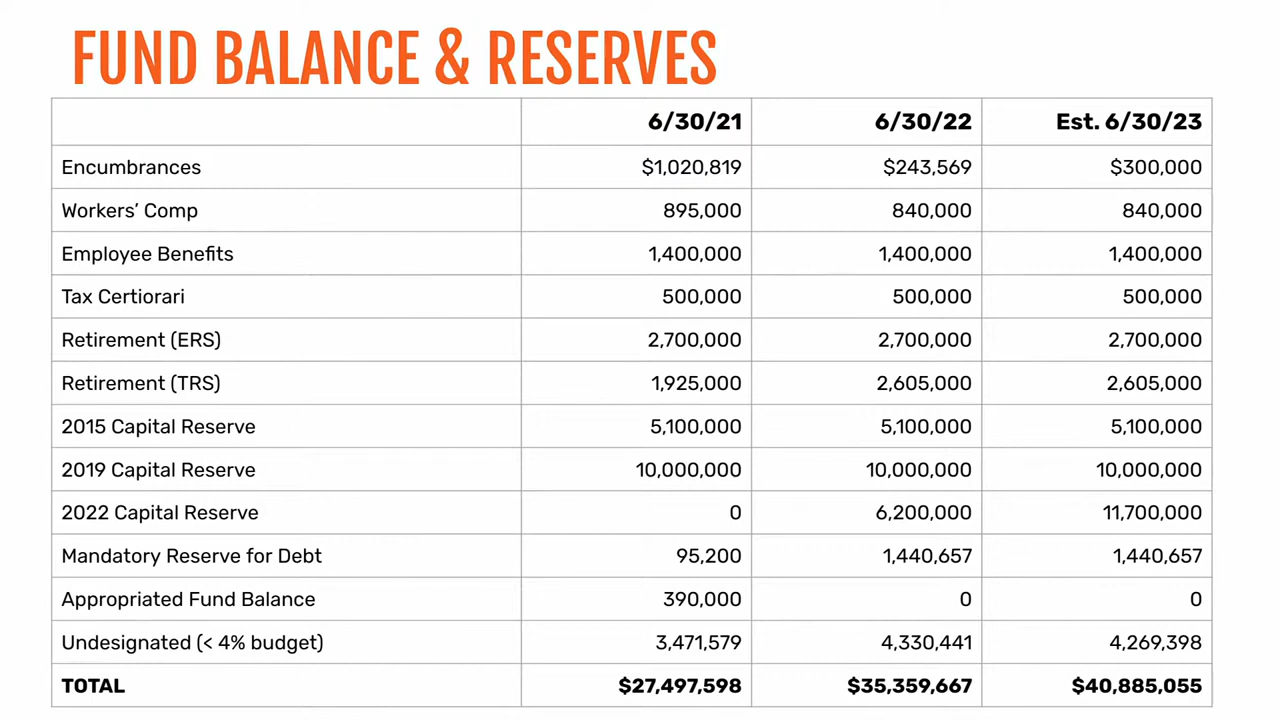 FUND BALANCE & RESERVES
6/30/21 6/30/22 Est. 6/30/23
Encumbrances $1,020,819 $243,569 $300,000
Workers’ Comp 895,000 840,000 840,000
Employee Benefits 1,400,000 1,400,000 1,400,000
Tax Certiorari 500,000 500,000 500,000
Retirement (ERS) 2,700,000 2,700,000 2,700,000
Retirement (TRS) 1,925,000 2,605,000 2,605,000
2015 Capital Reserve 5,100,000 5,100,000 5,100,000
2019 Capital Reserve 10,000,000 10,000,000 10,000,000
2022 Capital Reserve 0 6,200,000 11,700,000
Mandatory Reserve for Debt 95,200 1,440,657 1,440,657
Appropriated Fund Balance 390,000 0 0
Undesignated (< 4% budget) 3,471,579 4,330,441 4,269,398
TOTAL $27,497,598 $35,359,667 $40,885,055